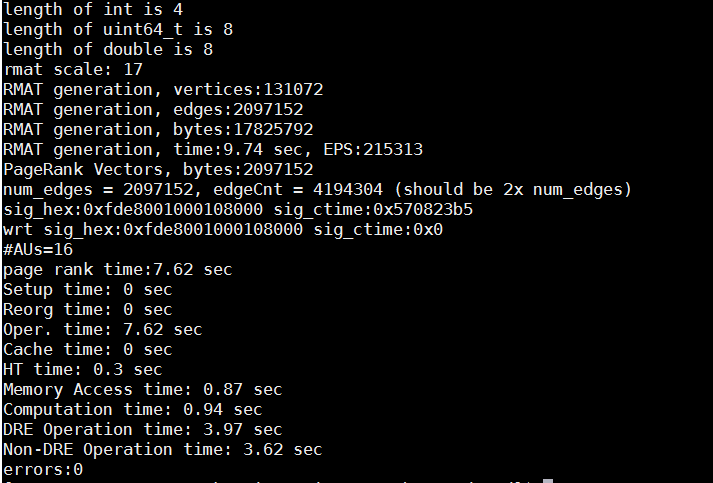 length of int is 4
length of uint64_t is 8
length of double is 8
rmat scale: 17
RMAT generation, vertices:131072
RMAT generation, edges:2097152
RMAT generation, bytes:17825792
RMAT generation, time:9.74 sec, EPS:215313
PageRank Vectors, bytes:2097152
num_edges = 2097152, edgeCnt = 4194304 (should be 2x num_edges)
sig_hex:0xfde8001000108000 sig_ctime:0x570823b5
wrt sig_hex:0xfde8001000108000 sig_ctime:0x0
#AUs=16
page rank time:7.62 sec
Setup time: 0 sec
Reorg time: 0 sec
Oper. time: 7.62 sec
Cache time: 0 sec
HT time: 0.3 sec
Memory Access time: 0.87 sec
Computation time: 0.94 sec
DRE Operation time: 3.97 sec
Non-DRE Operation time: 3.62 sec
errors:0